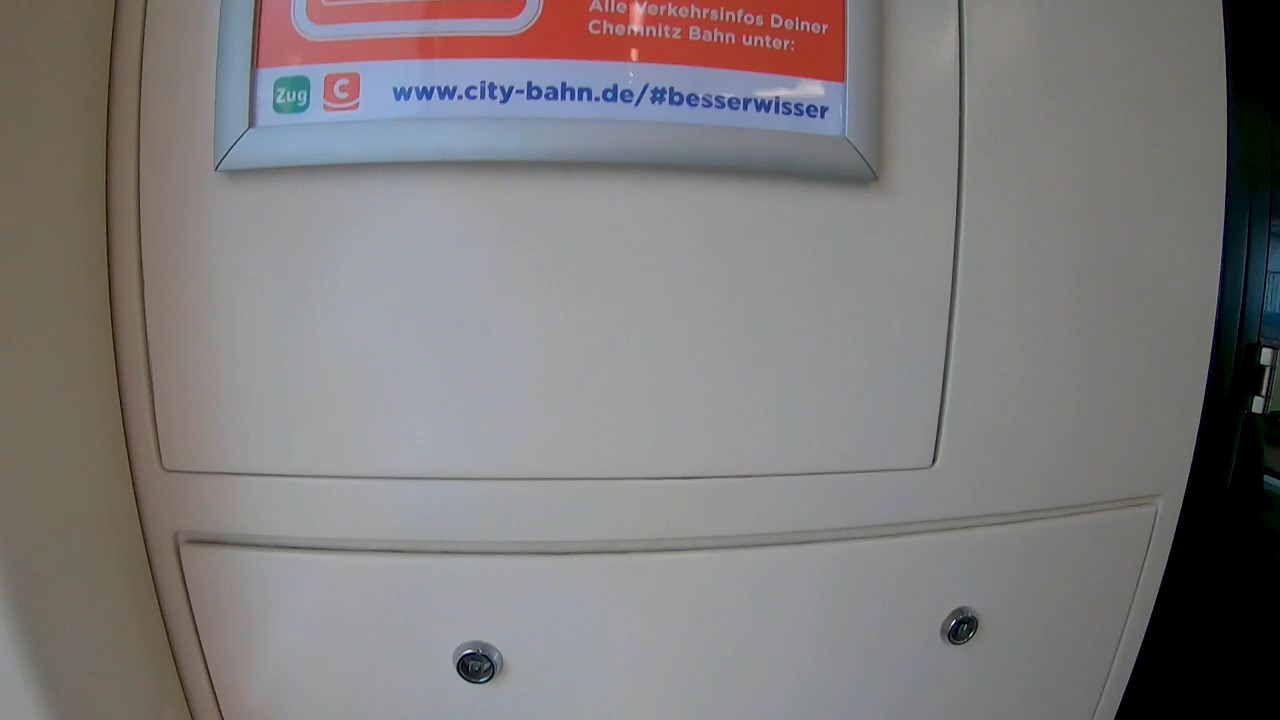 Alle Verkehrsinfos Deiner
Chemnitz Bahn unter:
Zug C www.city-bahn.de/#besserwisser